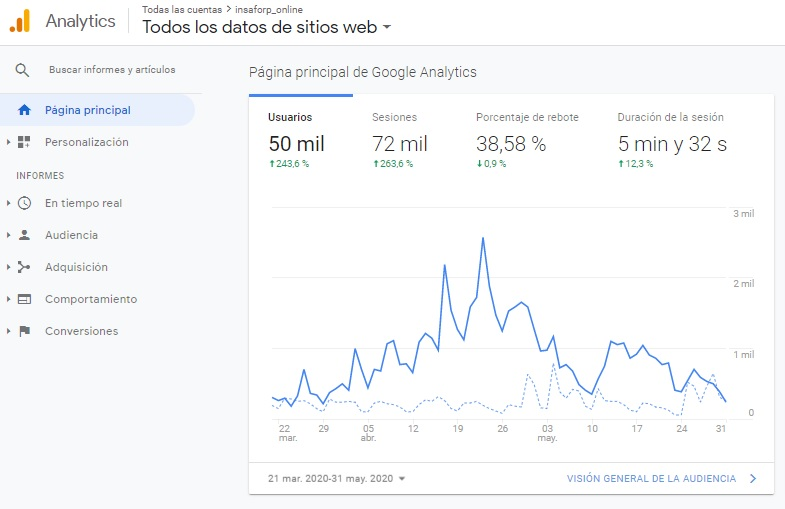 Analytics
Todas las cuentas > insaforp_online
Todos los datos de sitios web
Buscar informes y artículos
Página principal
Personalización
INFORMES
En tiempo real
Audiencia
Adquisición
Comportamiento
Conversiones
Página principal de Google Analytics
Usuarios
50 mil
243,6 %
Sesiones
72 mil
263,6 %
Porcentaje de rebote
38,58 %
0,9 %
Duración de la sesión
5 min y 32 s
12,3 %
3 mil
2 mil
1 mil
0
22 29 05 12 19 26 03 10 17 24 31
mar. abr. may.
21 mar. 2020-31 may. 2020
VISIÓN GENERAL DE LA AUDIENCIA